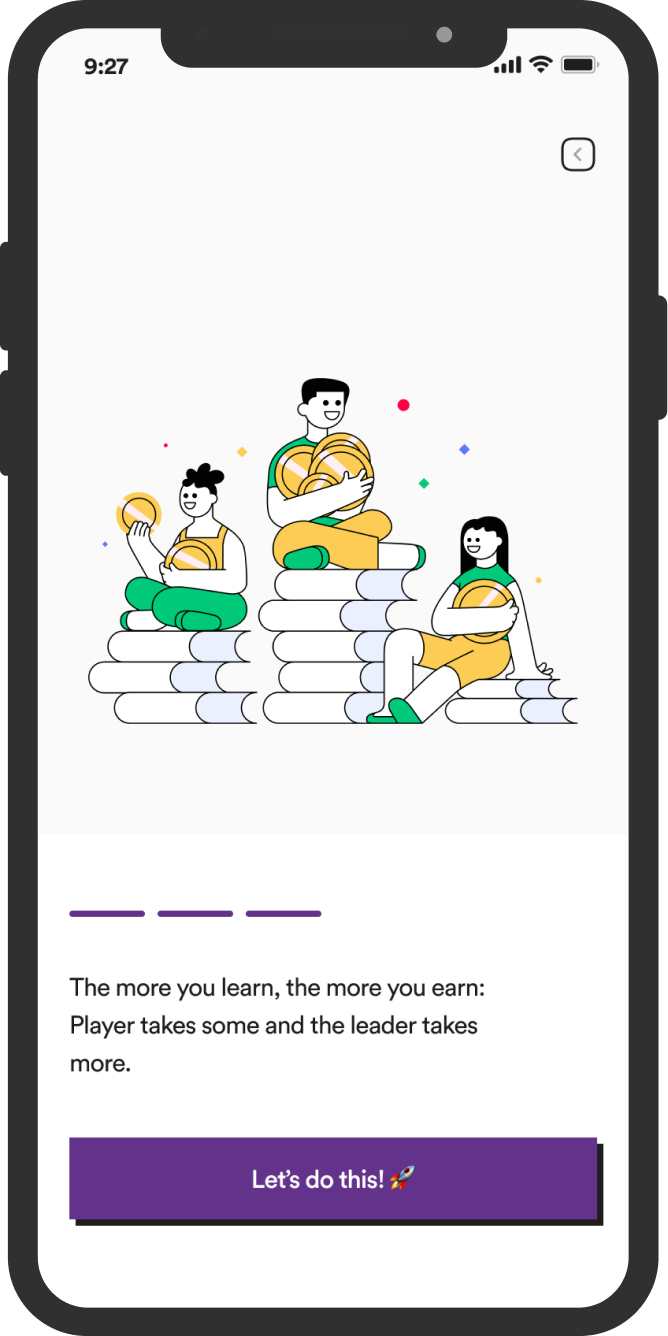 9:27
The more you learn, the more you earn:
Player takes some and the leader takes
more.
Let’s do this! 🚀